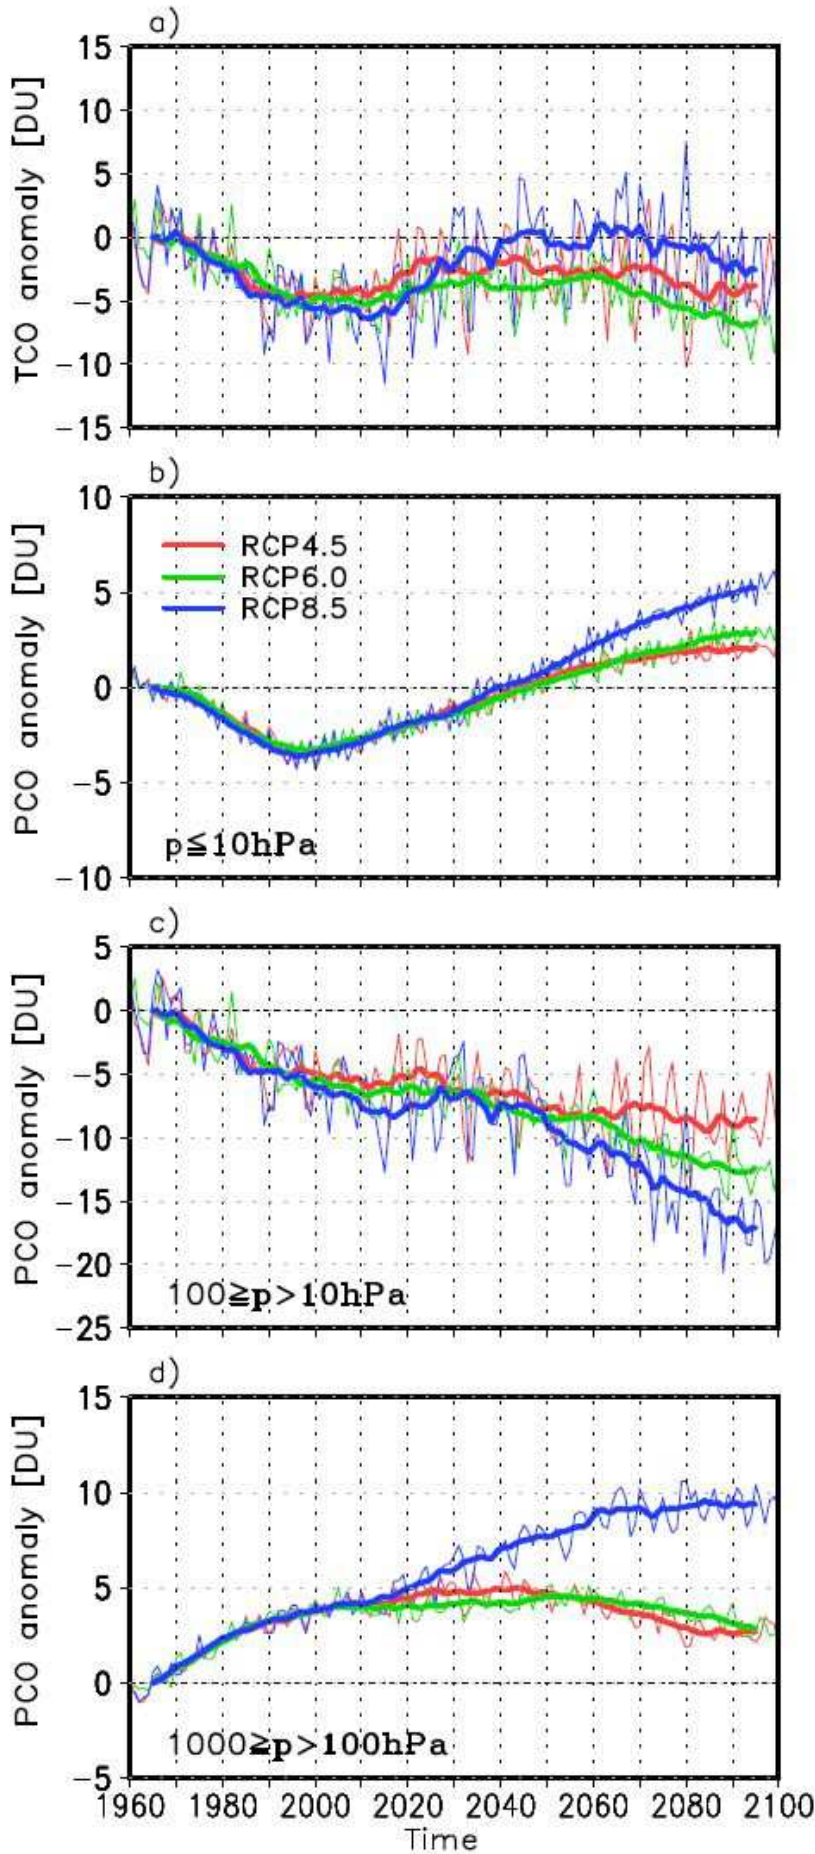 a)
15
10
5
0
−5
−10
−15
TCO anomaly [DU]
b)
10
5
0
−5
−10
PCO anomaly [DU]
RCP4.5
RCP6.0
RCP8.5
p≦10hPa
c)
5
0
−5
−10
−15
−20
−25
PCO anomaly [DU]
100≧p>10hPa
d)
15
10
5
0
−5
PCO anomaly [DU]
1000≧p>100hPa
1960 1980 2000 2020 2040 2060 2080 2100
Time